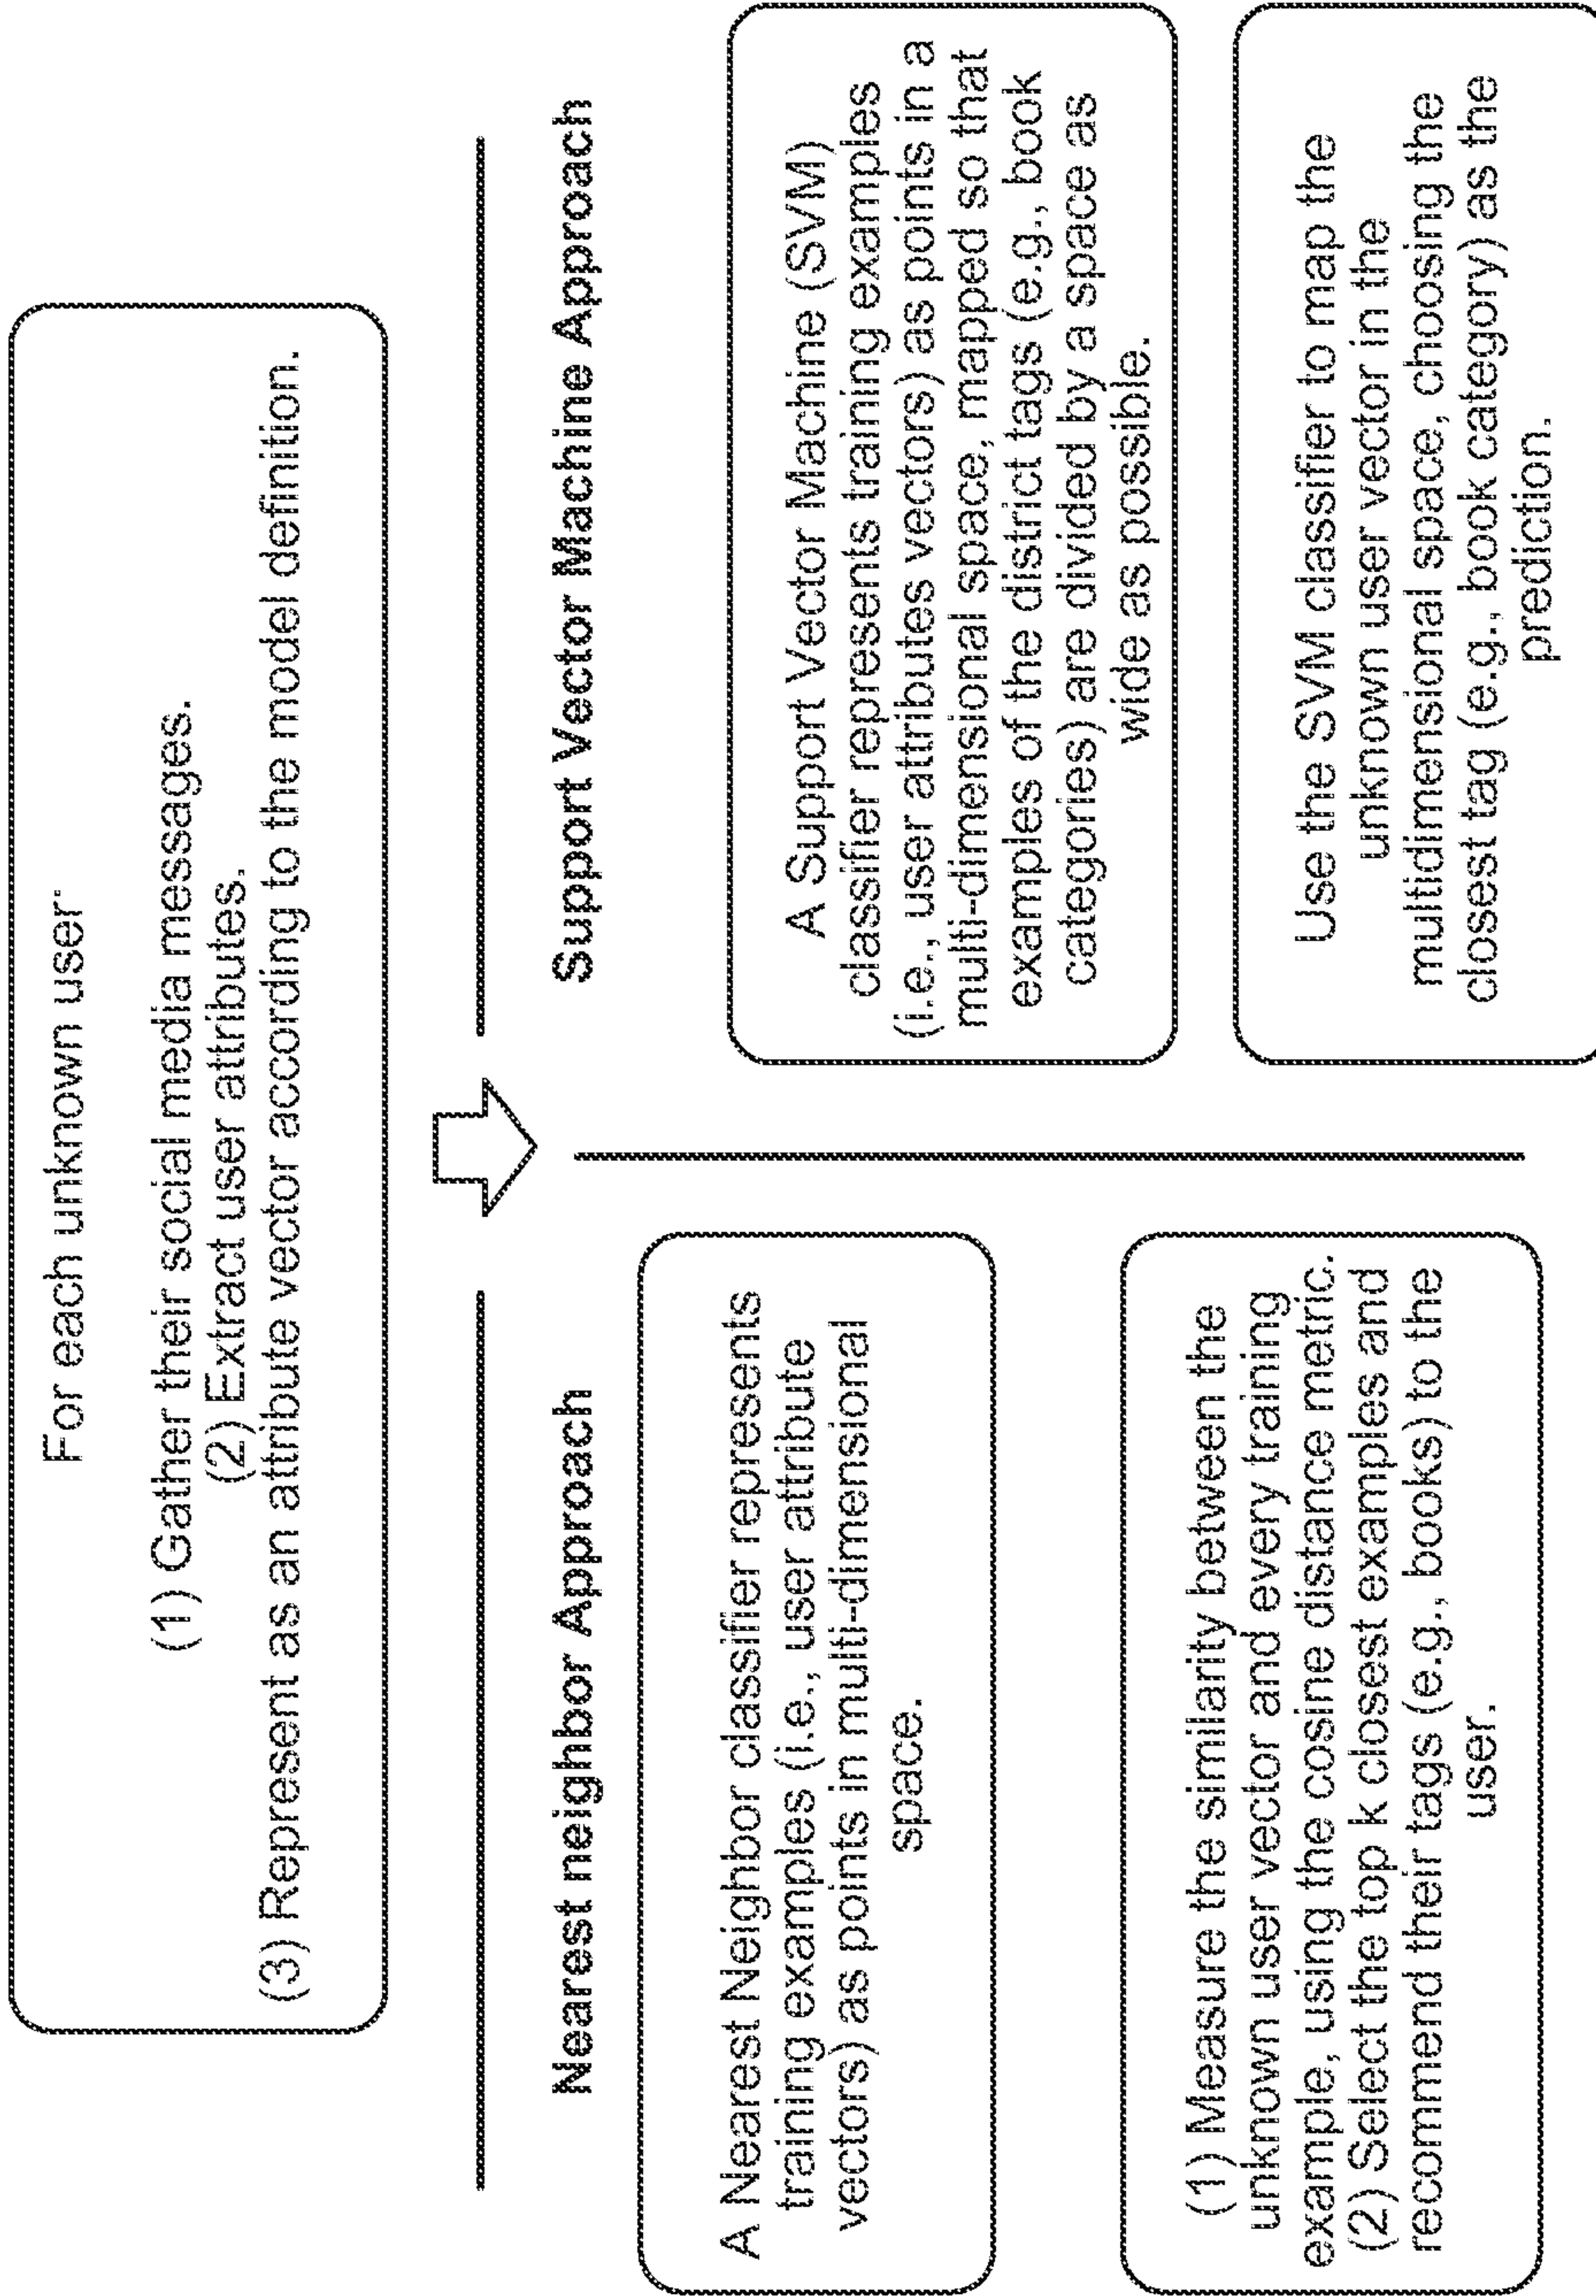 For each unknown user:
(1) Gather their social media messages.
(2) Extract user attributes.
(3) Represent as an attribute vector according to the model definition.
Nearest neighbor Approach
A Nearest Neighbor classifier represents
training examples (i.e., user attribute
vectors) as points in multi-dimensional
space.
(1) Measure the similarity between the
unknown user vector and every training
example, using the cosine distance metric.
(2) Select the top k closest examples and
recommend their tags (e.g., books) to the
user.
Support Vector Machine Approach
A Support Vector Machine (SVM)
classifier represents training examples
(i.e., user attributes vectors) as points in a
multi-dimensional space, mapped so that
examples of the district tags (e.g., book
categories) are divided by a space as
wide as possible.
Use the SVM classifier to map the
unknown user vector in the
multidimensional space, choosing the
closest tag (e.g., book category) as the
prediction.